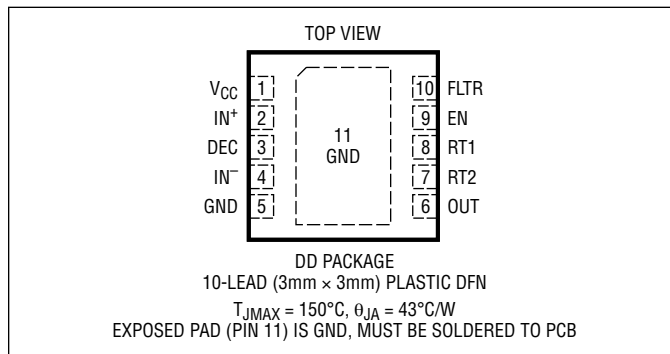 TOP VIEW
VCC 1 10 FLTR
IN+ 2 9 EN
DEC 3 8 RT1
IN– 4 7 RT2
GND 5 6 OUT
11
GND
DD PACKAGE
10-LEAD (3mm × 3mm) PLASTIC DFN
TJMAX = 150°C, θJA = 43°C/W
EXPOSED PAD (PIN 11) IS GND, MUST BE SOLDERED TO PCB